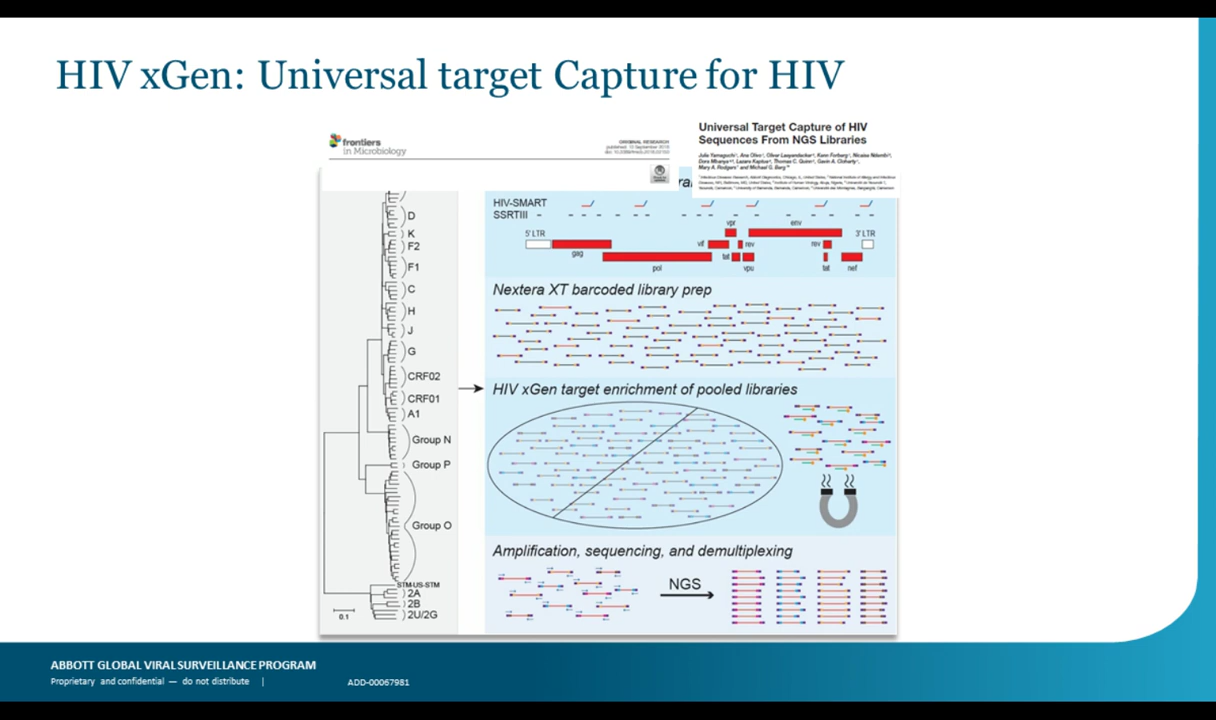 HIV xGen: Universal target Capture for HIV
frontiers
in Microbiology
ORIGINAL RESEARCH
Universal Target Capture of HIV
Sequences From NGS Libraries
HIV-SMART
SSRTIII
5' LTR
gag
pol
vif
vpr
tat
rev
vpu
env
rev
tat
nef
3' LTR
D
K
F2
F1
C
H
J
G
CRF02
CRF01
A1
Group N
Group P
Group O
STM-US-STM
2A
2B
2U/2G
0.1
Nextera XT barcoded library prep
HIV xGen target enrichment of pooled libraries
Amplification, sequencing, and demultiplexing
NGS
ABBOTT GLOBAL VIRAL SURVEILLANCE PROGRAM
Proprietary and confidential — do not distribute |
ADD-00067981